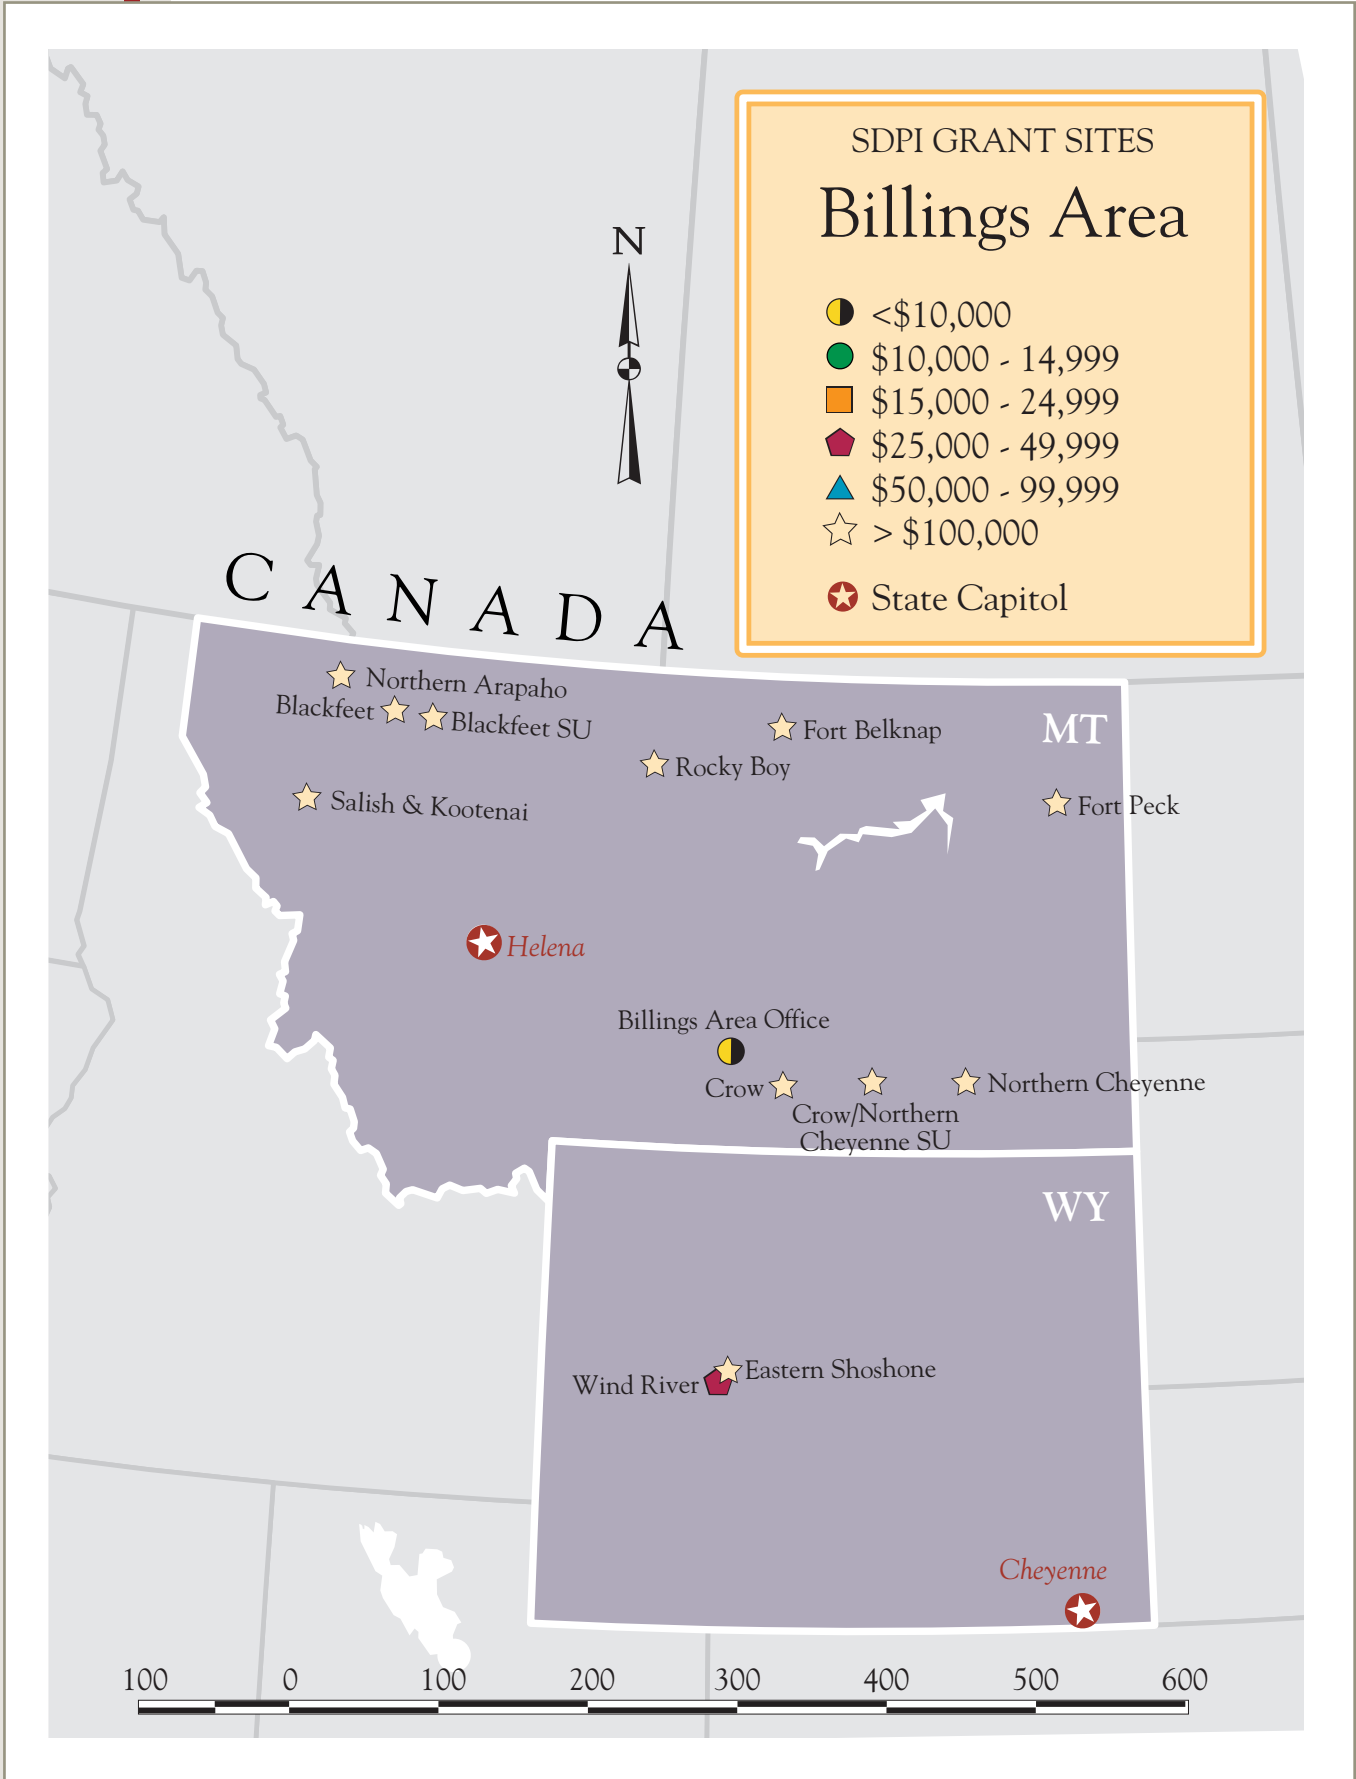 SDPI GRANT SITES
Billings Area
<$10,000
$10,000 - 14,999
$15,000 - 24,999
$25,000 - 49,999
$50,000 - 99,999
> $100,000
State Capitol
N
CANADA
Northern Arapaho
Blackfeet
Blackfeet SU
Fort Belknap
MT
Rocky Boy
Salish & Kootenai
Fort Peck
Helena
Billings Area Office
Crow
Northern Cheyenne
Crow/Northern
Cheyenne SU
WY
Eastern Shoshone
Wind River
Cheyenne
100 0 100 200 300 400 500 600